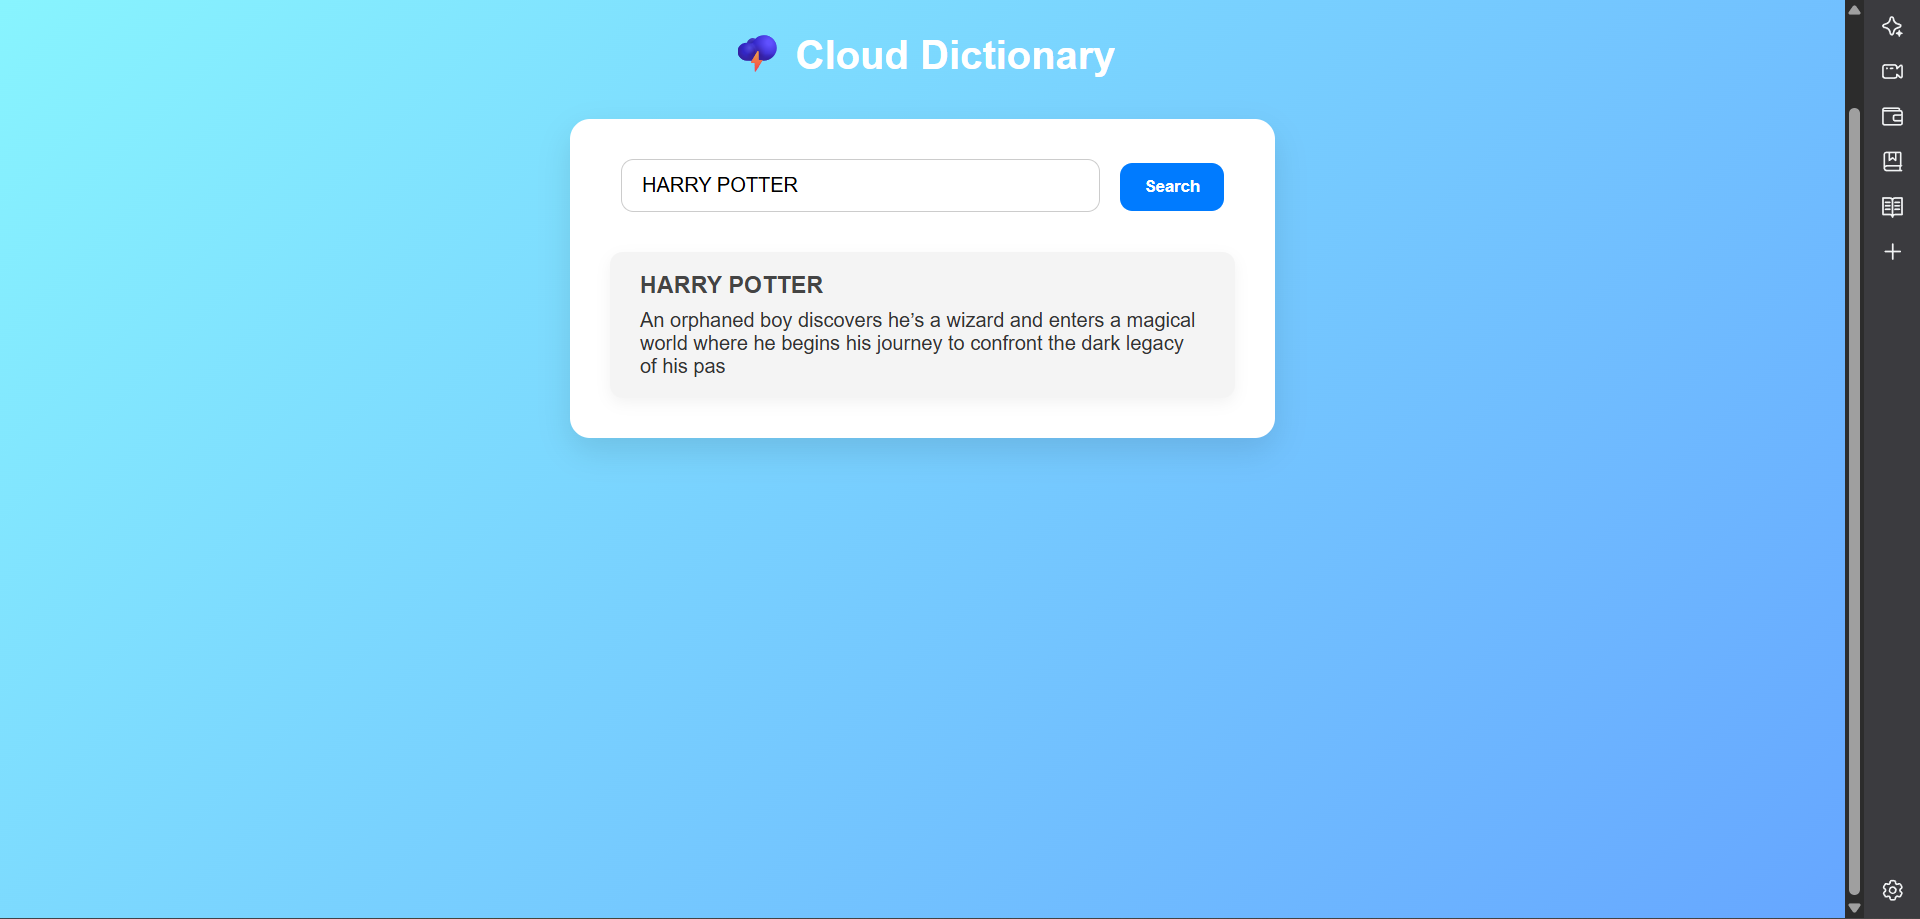 Cloud Dictionary
HARRY POTTER
Search
HARRY POTTER
An orphaned boy discovers he’s a wizard and enters a magical
world where he begins his journey to confront the dark legacy
of his pas